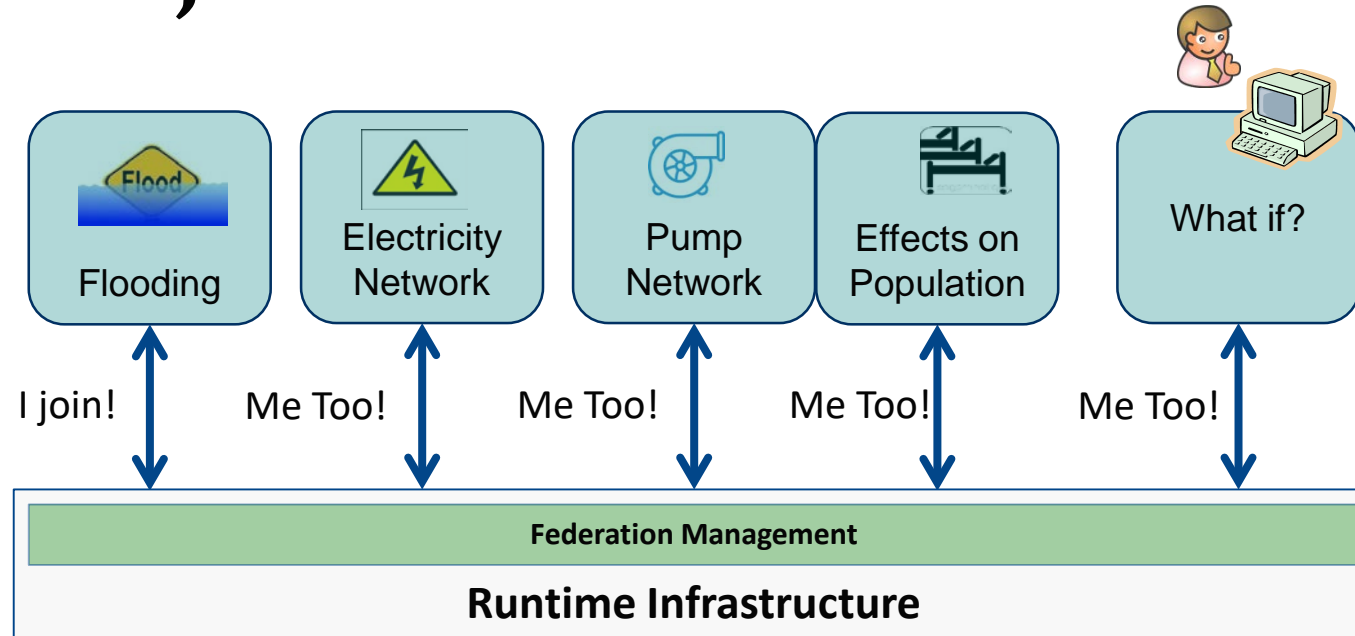 Flood
Flooding
Electricity
Network
Pump
Network
Effects on
Population
What if?
I join!
Me Too!
Me Too!
Me Too!
Me Too!
Federation Management
Runtime Infrastructure